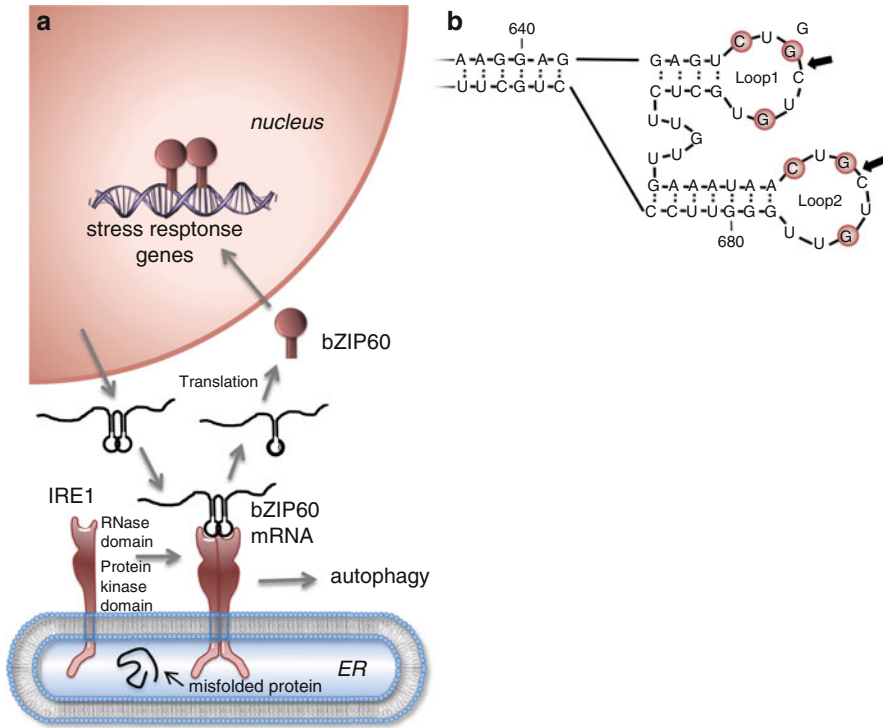 a
nucleus
stress resptonse
genes
bZIP60
Translation
IRE1
RNase
domain
Protein
kinase
domain
bZIP60
mRNA
autophagy
ER
misfolded protein
b
640
A A G G A G
U U C G U C
G A G U C U G G C
C U C G U G U
Loop1
U
U
G
U
U
G A A A U A A C U G C U
C C U U G G G U U G U
Loop2
680